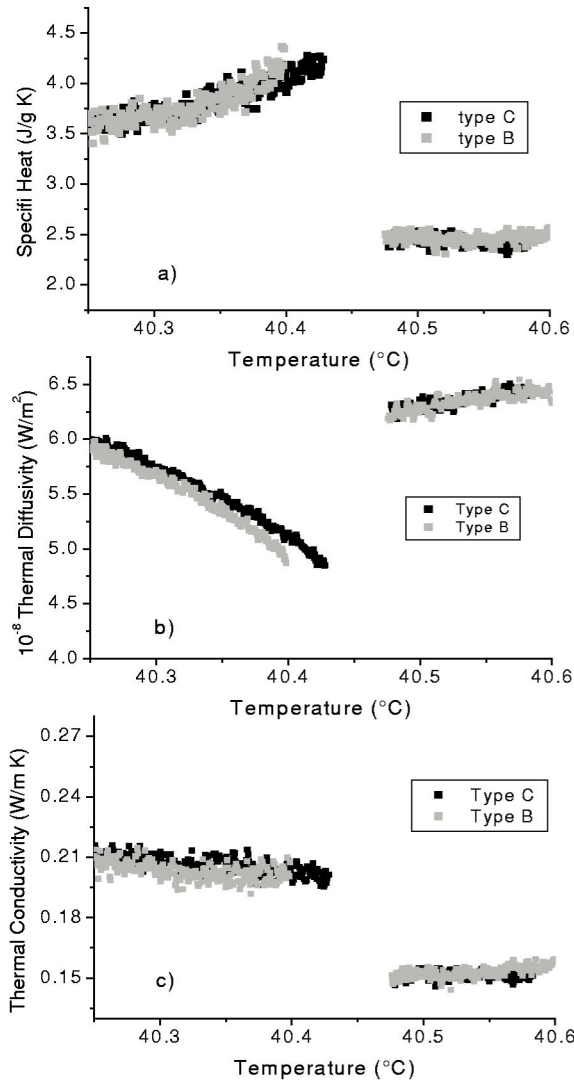 4.5
4.0
3.5
3.0
2.5
2.0
Specifi Heat (J/g K)
type C
type B
a)
40.3 40.4 40.5 40.6
Temperature (°C)
6.5
6.0
5.5
5.0
4.5
4.0
10⁻⁸ Thermal Diffusivity (W/m²)
Type C
Type B
b)
40.3 40.4 40.5 40.6
Temperature (°C)
0.27
0.24
0.21
0.18
0.15
Thermal Conductivity (W/m K)
Type C
Type B
c)
40.3 40.4 40.5 40.6
Temperature (°C)